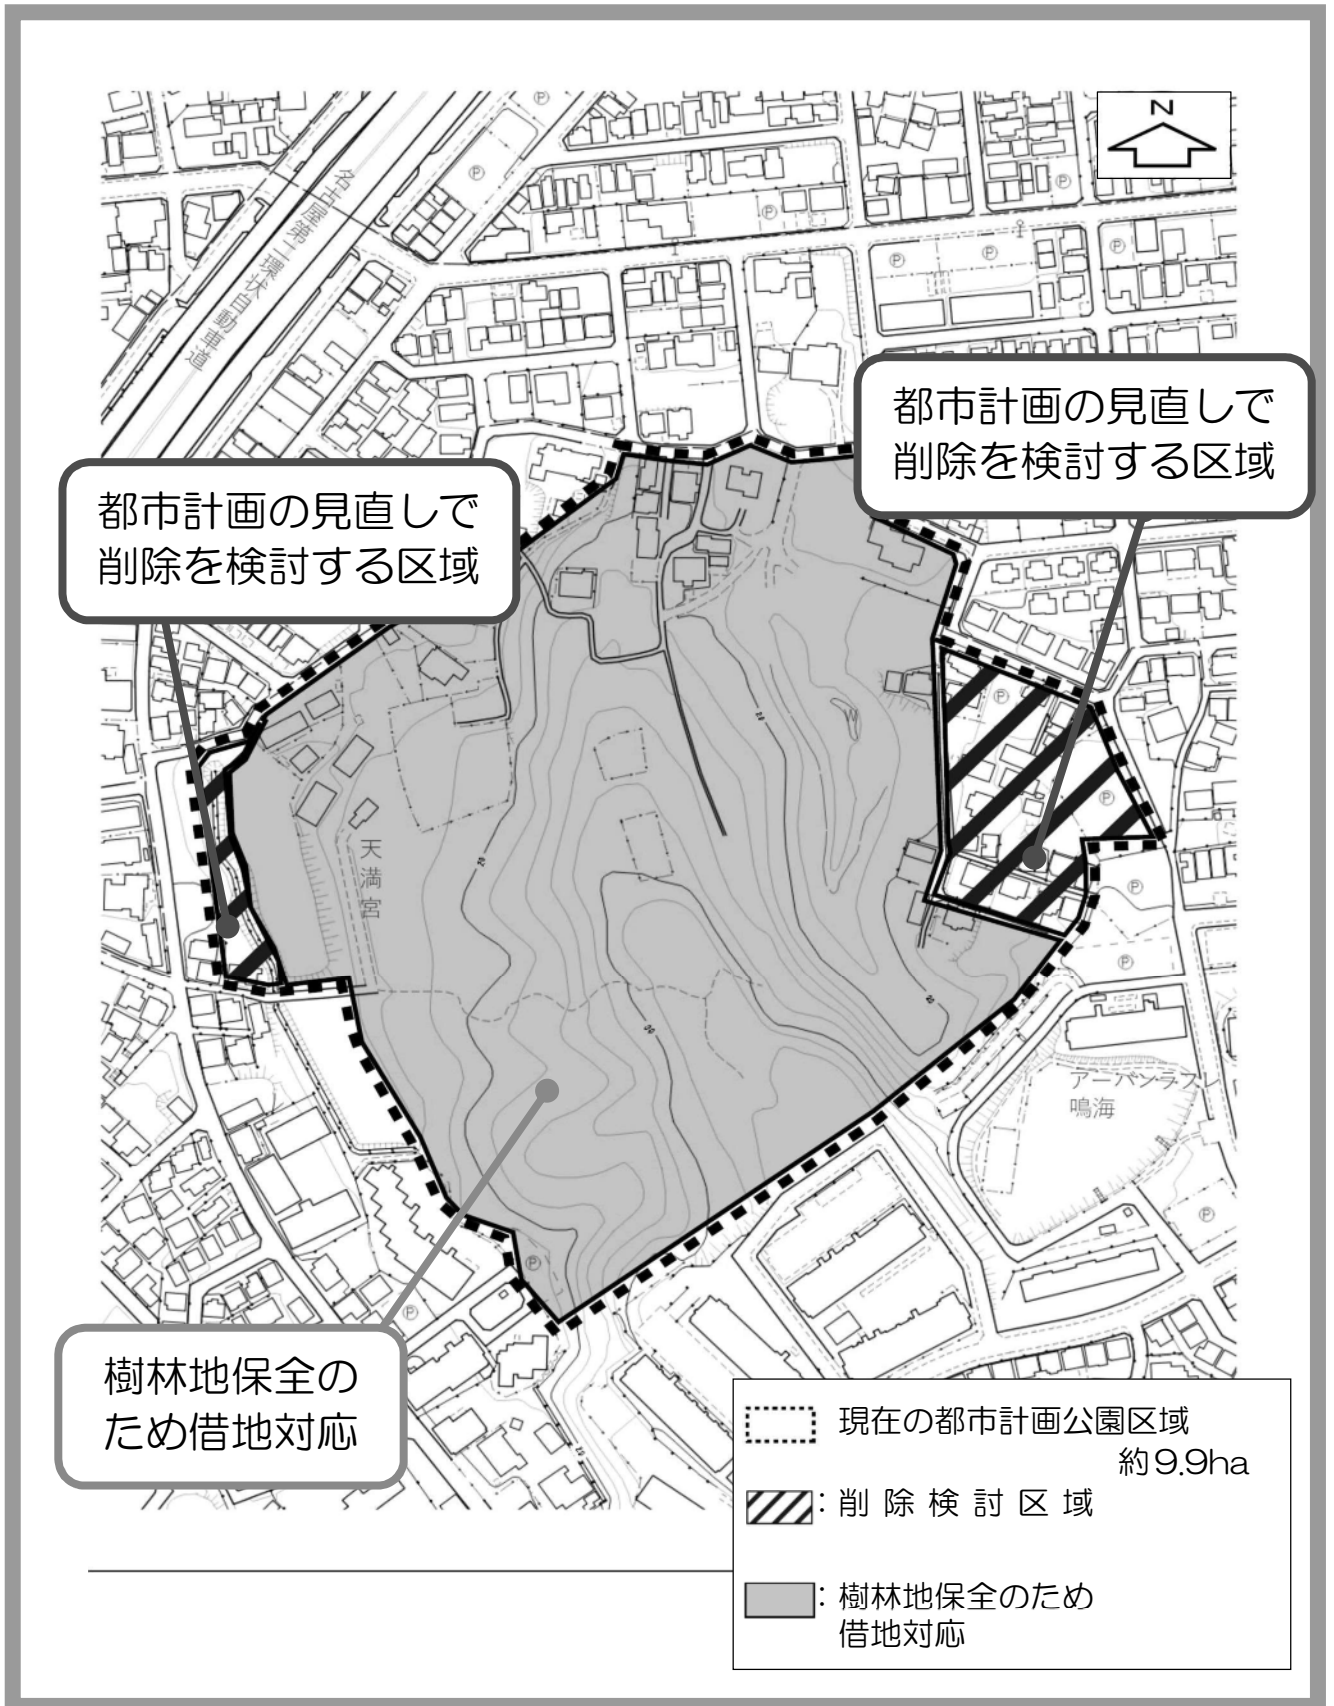 N
名古屋第二環状自動車道
都市計画の見直しで
削除を検討する区域
都市計画の見直しで
削除を検討する区域
天満宮
20
20
20
20
20
アーバンラフレ
鳴海
樹林地保全の
ため借地対応
現在の都市計画公園区域
約9.9ha
：削除検討区域
：樹林地保全のため
借地対応
P
P
P
P
P
P
P
P
P
P
P
P
P